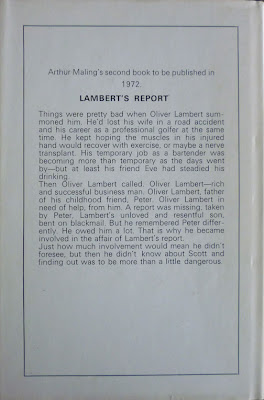 Arthur Maling's second book to be published in
1972.
LAMBERT'S REPORT
Things were pretty bad when Oliver Lambert sum-
moned him. He'd lost his wife in a road accident
and his career as a professional golfer at the same
time. He kept hoping the muscles in his injured
hand would recover with exercise, or maybe a nerve
transplant. His temporary job as a bartender was
becoming more than temporary as the days went
by—but at least his friend Eve had steadied his
drinking.
Then Oliver Lambert called. Oliver Lambert—rich
and successful business man. Oliver Lambert, father
of his childhood friend, Peter. Oliver Lambert in
need of help, from him. A report was missing, taken
by Peter, Lambert's unloved and resentful son,
bent on blackmail. But he remembered Peter differ-
ently. He owed him a lot. That is why he became
involved in the affair of Lambert's report.
Just how much involvement would mean he didn't
foresee, but then he didn't know about Scott and
finding out was to be more than a little dangerous.